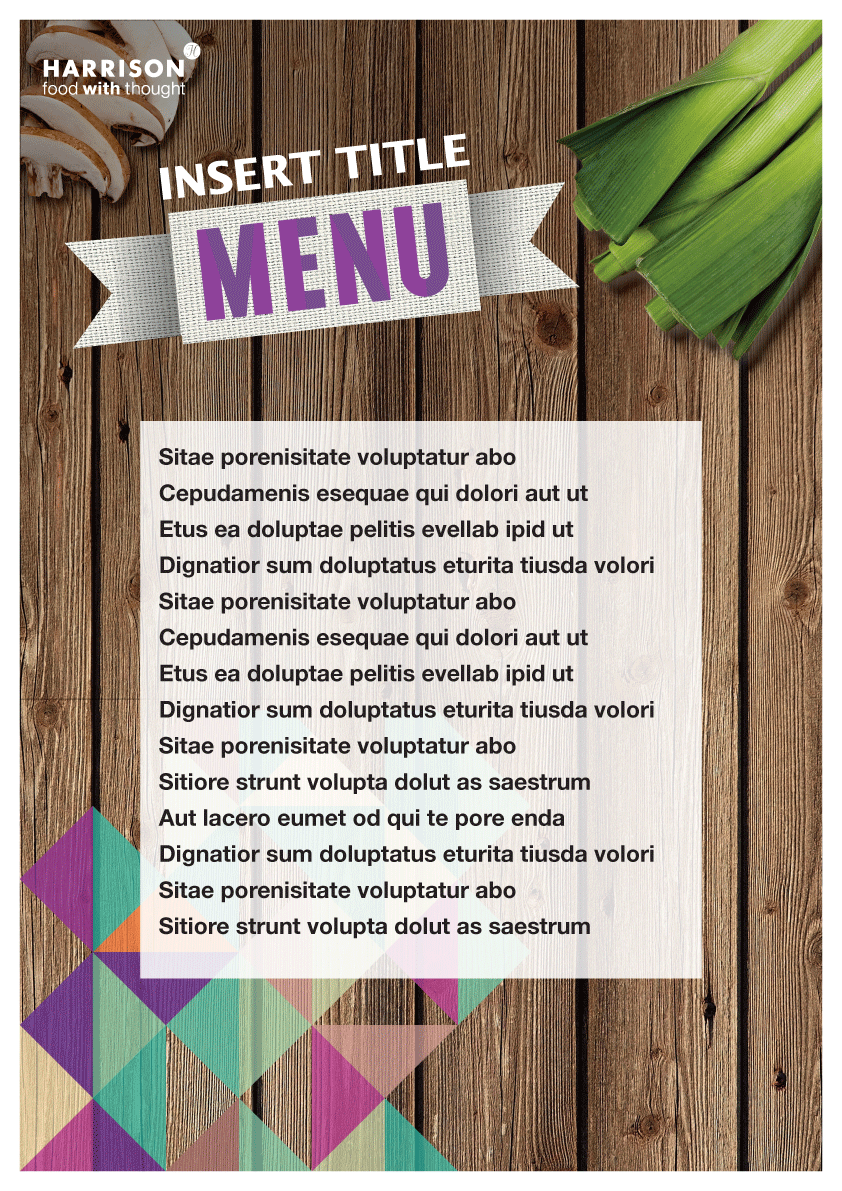 HARRISON
food with thought
INSERT TITLE
MENU
Sitae porenisitate voluptatur abo
Cepudamenis esequae qui dolori aut ut
Etus ea doluptae pelitis evellab ipid ut
Dignatior sum doluptatus eturita tiusda volori
Sitae porenisitate voluptatur abo
Cepudamenis esequae qui dolori aut ut
Etus ea doluptae pelitis evellab ipid ut
Dignatior sum doluptatus eturita tiusda volori
Sitae porenisitate voluptatur abo
Sitiore strunt volupta dolut as saestrum
Aut lacero eumet od qui te pore enda
Dignatior sum doluptatus eturita tiusda volori
Sitae porenisitate voluptatur abo
Sitiore strunt volupta dolut as saestrum